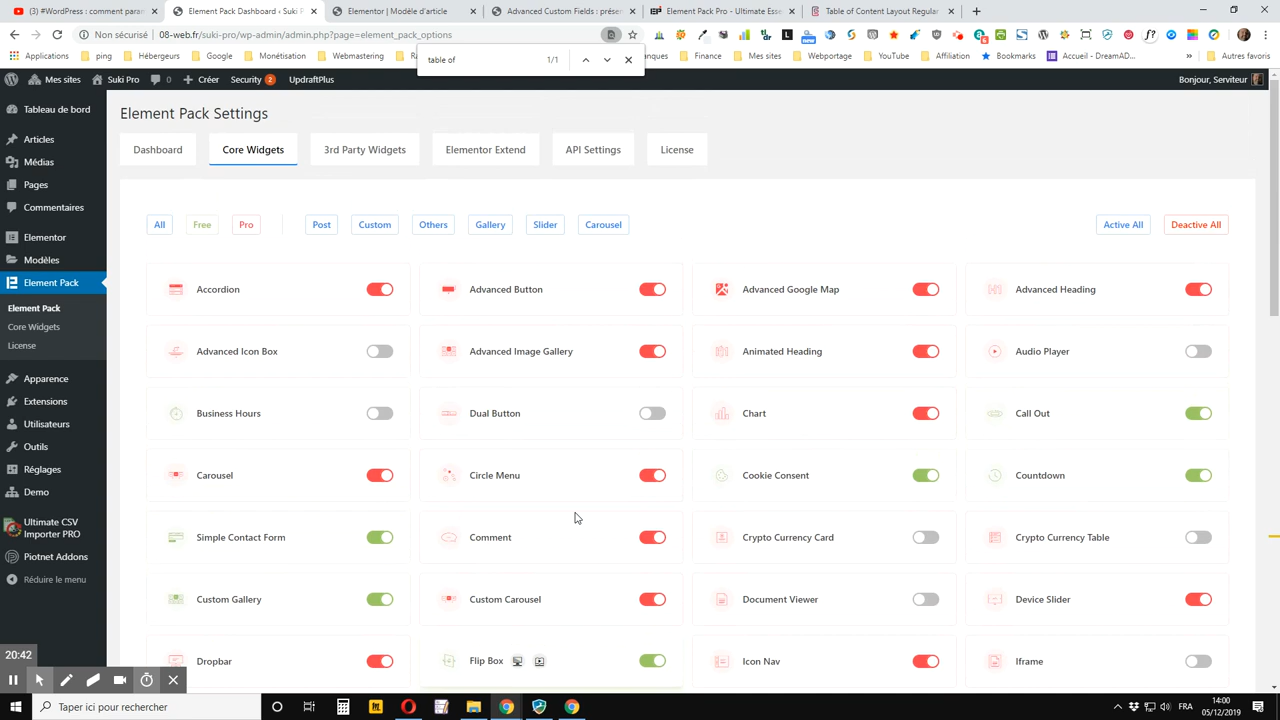 #WordPress : comment param
Element Pack Dashboard ‹ Suki P
Elementor | Modèle d'article
Advanced Custom Fields : présen
Element Pack Pro - Ultimate Esse
Table of Content Layout Regular
Non sécurisé | 08-web.fr/suki-pro/wp-admin/admin.php?page=element_pack_options
Applications
ping
Hébergeurs
Google
Monétisation
Webmastering
Finance
Mes sites
Webportage
YouTube
Affiliation
Bookmarks
Accueil - DreamAD...
Autres favoris
table of
1/1
Mes sites
Suki Pro
0
Créer
Security 2
UpdraftPlus
Bonjour, Serviteur
Tableau de bord
Articles
Médias
Pages
Commentaires
Elementor
Modèles
Element Pack
Element Pack
Core Widgets
License
Apparence
Extensions
Utilisateurs
Outils
Réglages
Demo
Ultimate CSV
Importer PRO
Piotnet Addons
Réduire le menu
Element Pack Settings
Dashboard
Core Widgets
3rd Party Widgets
Elementor Extend
API Settings
License
All
Free
Pro
Post
Custom
Others
Gallery
Slider
Carousel
Active All
Deactive All
Accordion
Advanced Button
Advanced Google Map
Advanced Heading
Advanced Icon Box
Advanced Image Gallery
Animated Heading
Audio Player
Business Hours
Dual Button
Chart
Call Out
Carousel
Circle Menu
Cookie Consent
Countdown
Simple Contact Form
Comment
Crypto Currency Card
Crypto Currency Table
Custom Gallery
Custom Carousel
Document Viewer
Device Slider
Dropbar
Flip Box
Icon Nav
Iframe
20:42
Taper ici pour rechercher
FRA
14:00
05/12/2019